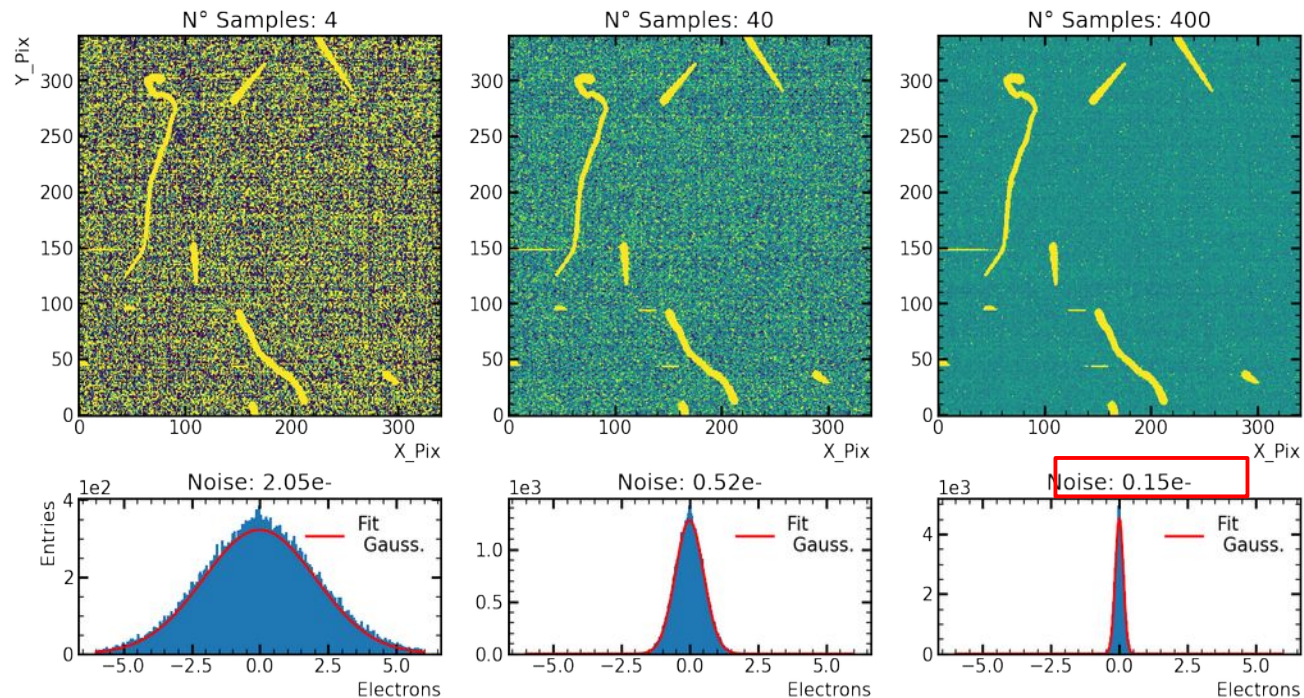 N° Samples: 4
Y_Pix
300
250
200
150
100
50
0
0 100 200 300
X_Pix
N° Samples: 40
300
250
200
150
100
50
0
0 100 200 300
X_Pix
N° Samples: 400
300
250
200
150
100
50
0
0 100 200 300
X_Pix
Noise: 2.05e-
1e2
Entries
4
2
0
Fit
Gauss.
−5.0 −2.5 0.0 2.5 5.0
Electrons
Noise: 0.52e-
1e3
1.0
0.5
0.0
Fit
Gauss.
−5.0 −2.5 0.0 2.5 5.0
Electrons
Noise: 0.15e-
1e3
4
2
0
Fit
Gauss.
−5.0 −2.5 0.0 2.5 5.0
Electrons